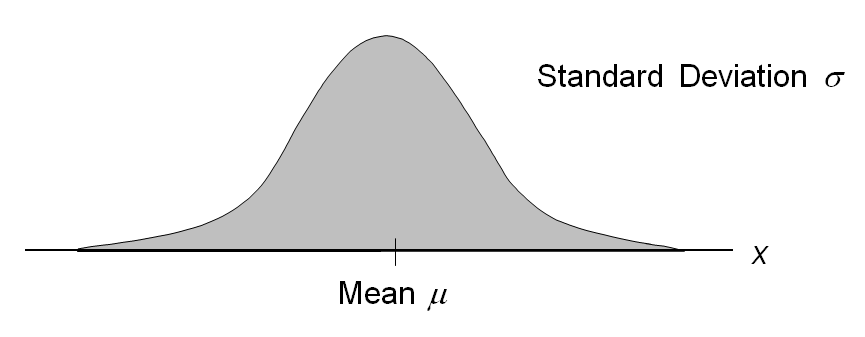 Standard Deviation σ
x
Mean μ